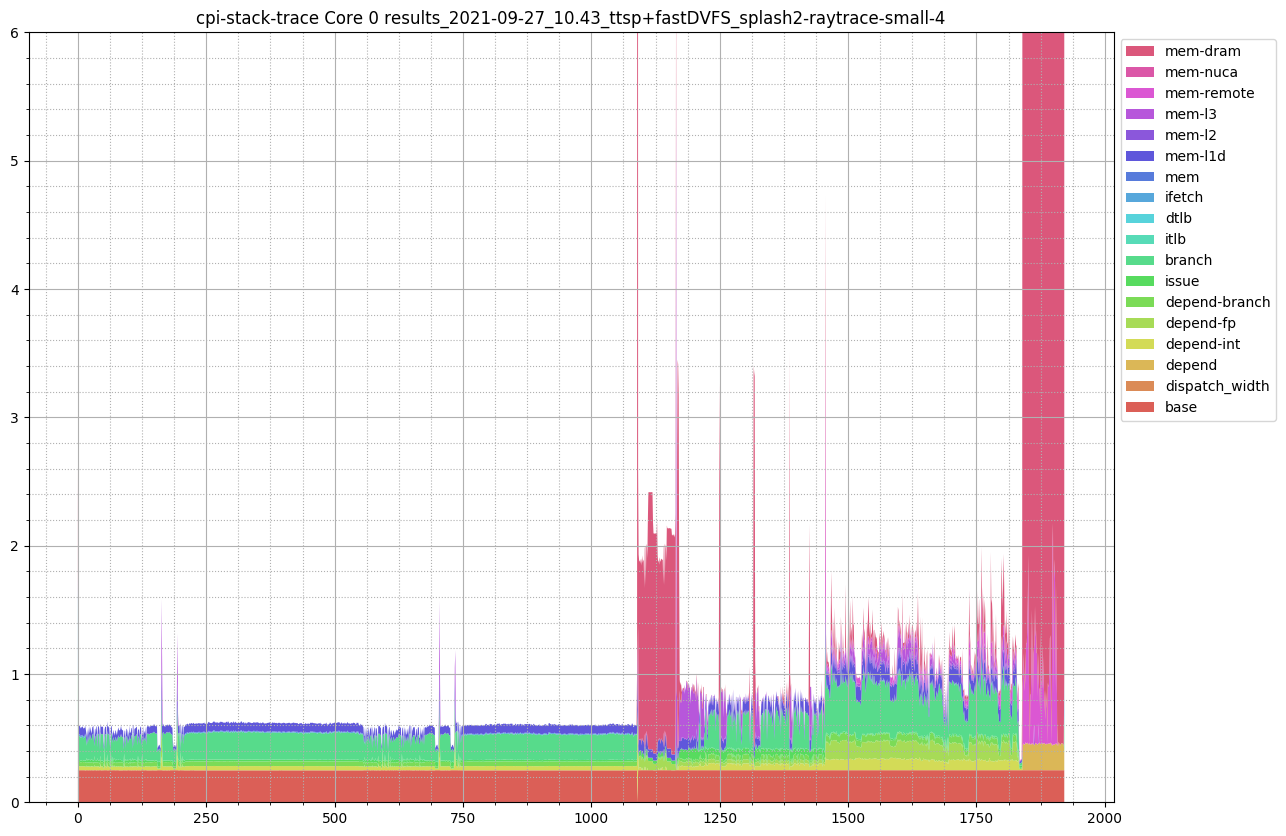 cpi-stack-trace Core 0 results_2021-09-27_10.43_ttsp+fastDVFS_splash2-raytrace-small-4
6
5
4
3
2
1
0
0
250
500
750
1000
1250
1500
1750
2000
mem-dram
mem-nuca
mem-remote
mem-l3
mem-l2
mem-l1d
mem
ifetch
dtlb
itlb
branch
issue
depend-branch
depend-fp
depend-int
depend
dispatch_width
base